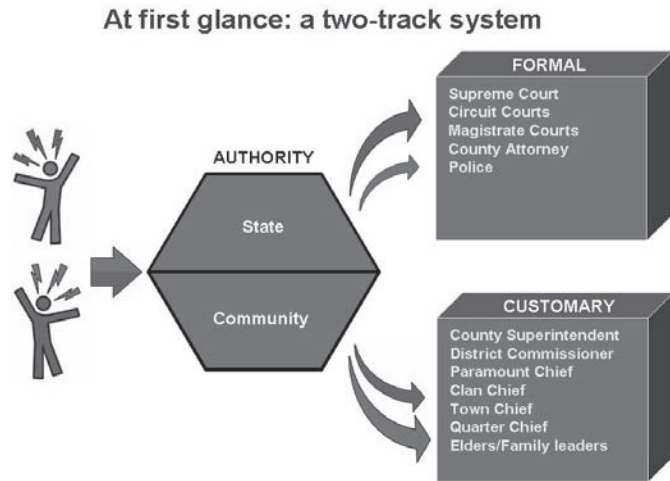 At first glance: a two-track system
AUTHORITY
State
Community
FORMAL
Supreme Court
Circuit Courts
Magistrate Courts
County Attorney
Police
CUSTOMARY
County Superintendent
District Commissioner
Paramount Chief
Clan Chief
Town Chief
Quarter Chief
Elders/Family leaders